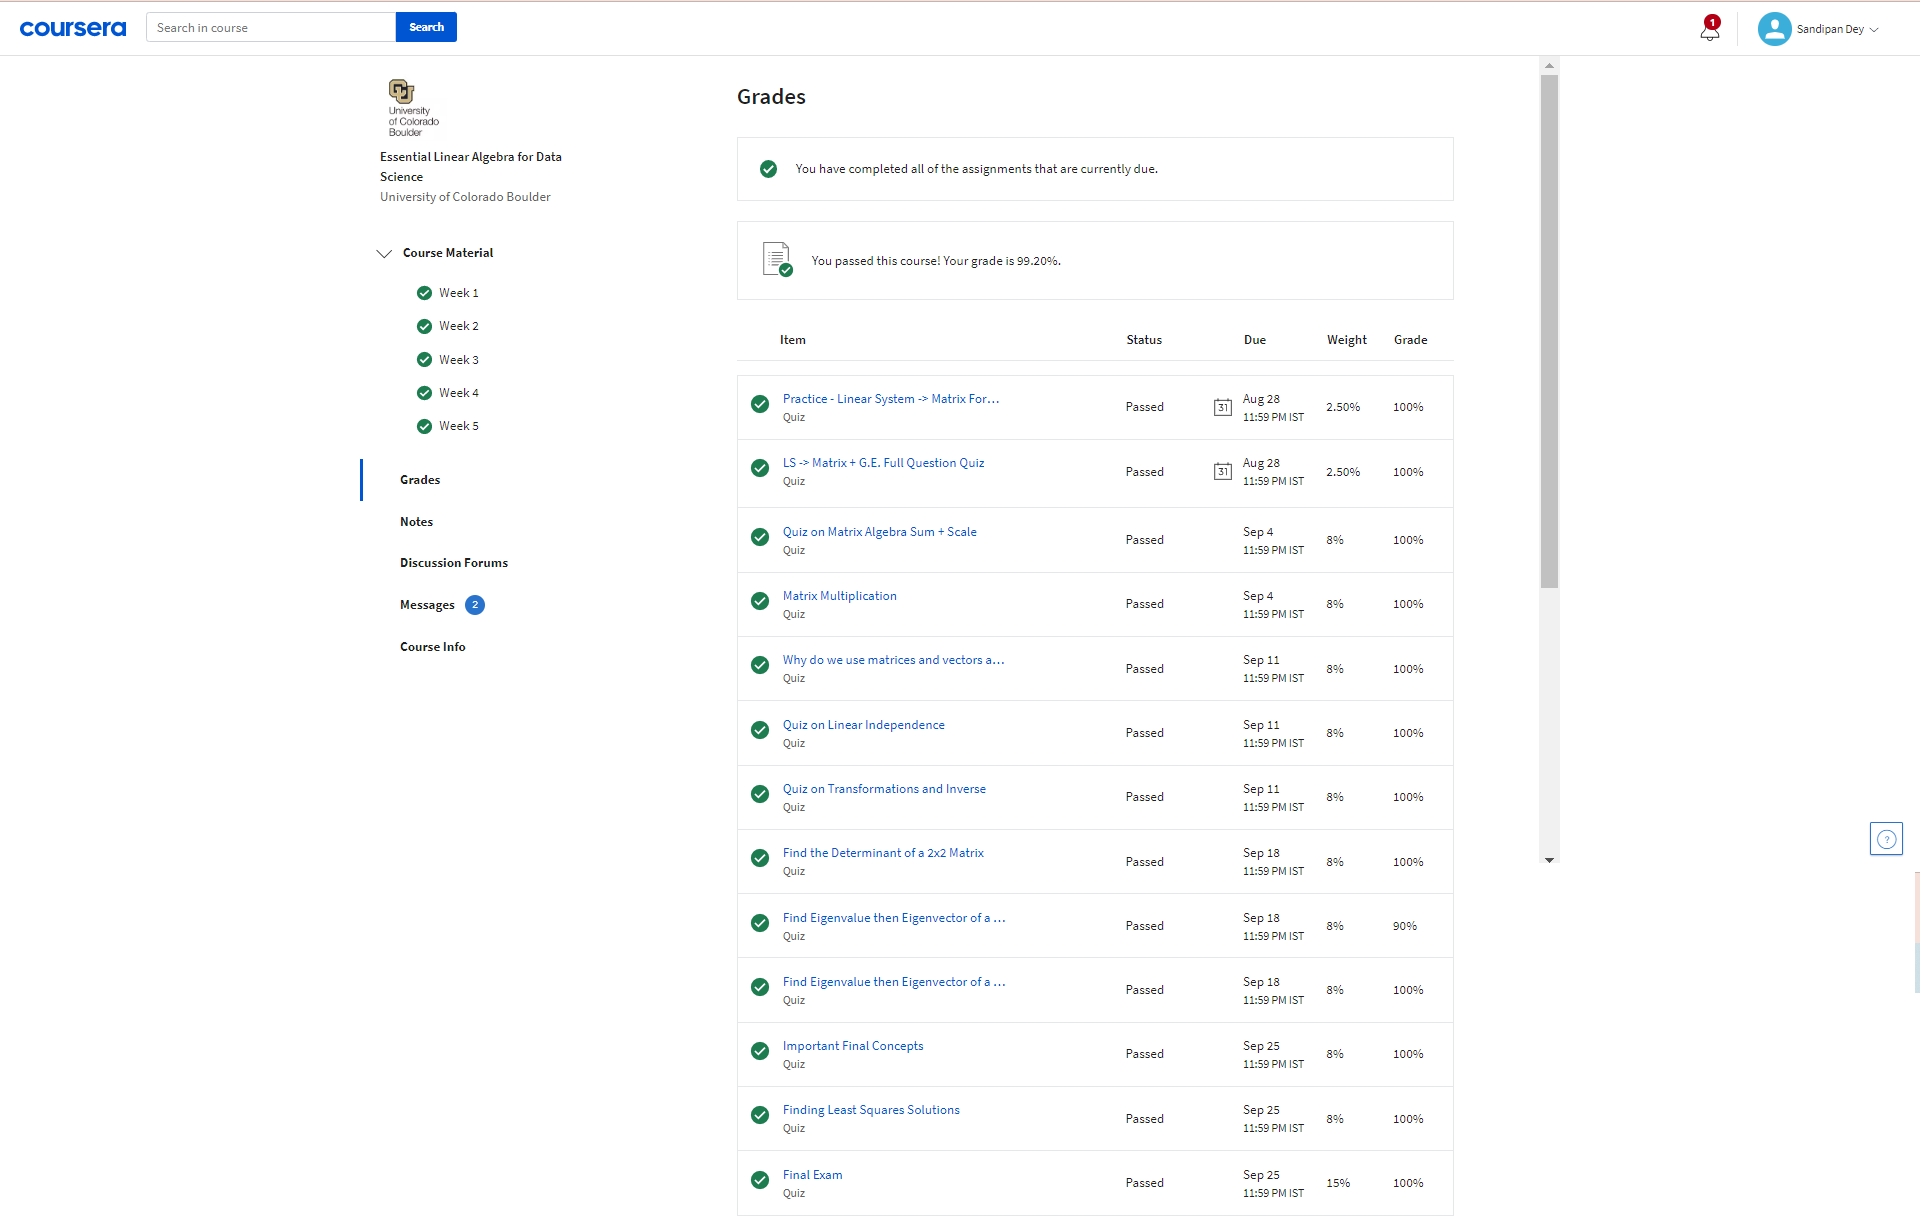 coursera
Search in course
Search
1
Sandipan Dey
University
of Colorado
Boulder
Essential Linear Algebra for Data
Science
University of Colorado Boulder
Course Material
Week 1
Week 2
Week 3
Week 4
Week 5
Grades
Notes
Discussion Forums
Messages 2
Course Info
Grades
You have completed all of the assignments that are currently due.
You passed this course! Your grade is 99.20%.
Item Status Due Weight Grade
Practice - Linear System -> Matrix For…
Quiz
Passed
31
Aug 28
11:59 PM IST
2.50%
100%
LS -> Matrix + G.E. Full Question Quiz
Quiz
Passed
31
Aug 28
11:59 PM IST
2.50%
100%
Quiz on Matrix Algebra Sum + Scale
Quiz
Passed
Sep 4
11:59 PM IST
8%
100%
Matrix Multiplication
Quiz
Passed
Sep 4
11:59 PM IST
8%
100%
Why do we use matrices and vectors a…
Quiz
Passed
Sep 11
11:59 PM IST
8%
100%
Quiz on Linear Independence
Quiz
Passed
Sep 11
11:59 PM IST
8%
100%
Quiz on Transformations and Inverse
Quiz
Passed
Sep 11
11:59 PM IST
8%
100%
Find the Determinant of a 2x2 Matrix
Quiz
Passed
Sep 18
11:59 PM IST
8%
100%
Find Eigenvalue then Eigenvector of a …
Quiz
Passed
Sep 18
11:59 PM IST
8%
90%
Find Eigenvalue then Eigenvector of a …
Quiz
Passed
Sep 18
11:59 PM IST
8%
100%
Important Final Concepts
Quiz
Passed
Sep 25
11:59 PM IST
8%
100%
Finding Least Squares Solutions
Quiz
Passed
Sep 25
11:59 PM IST
8%
100%
Final Exam
Quiz
Passed
Sep 25
11:59 PM IST
15%
100%
?